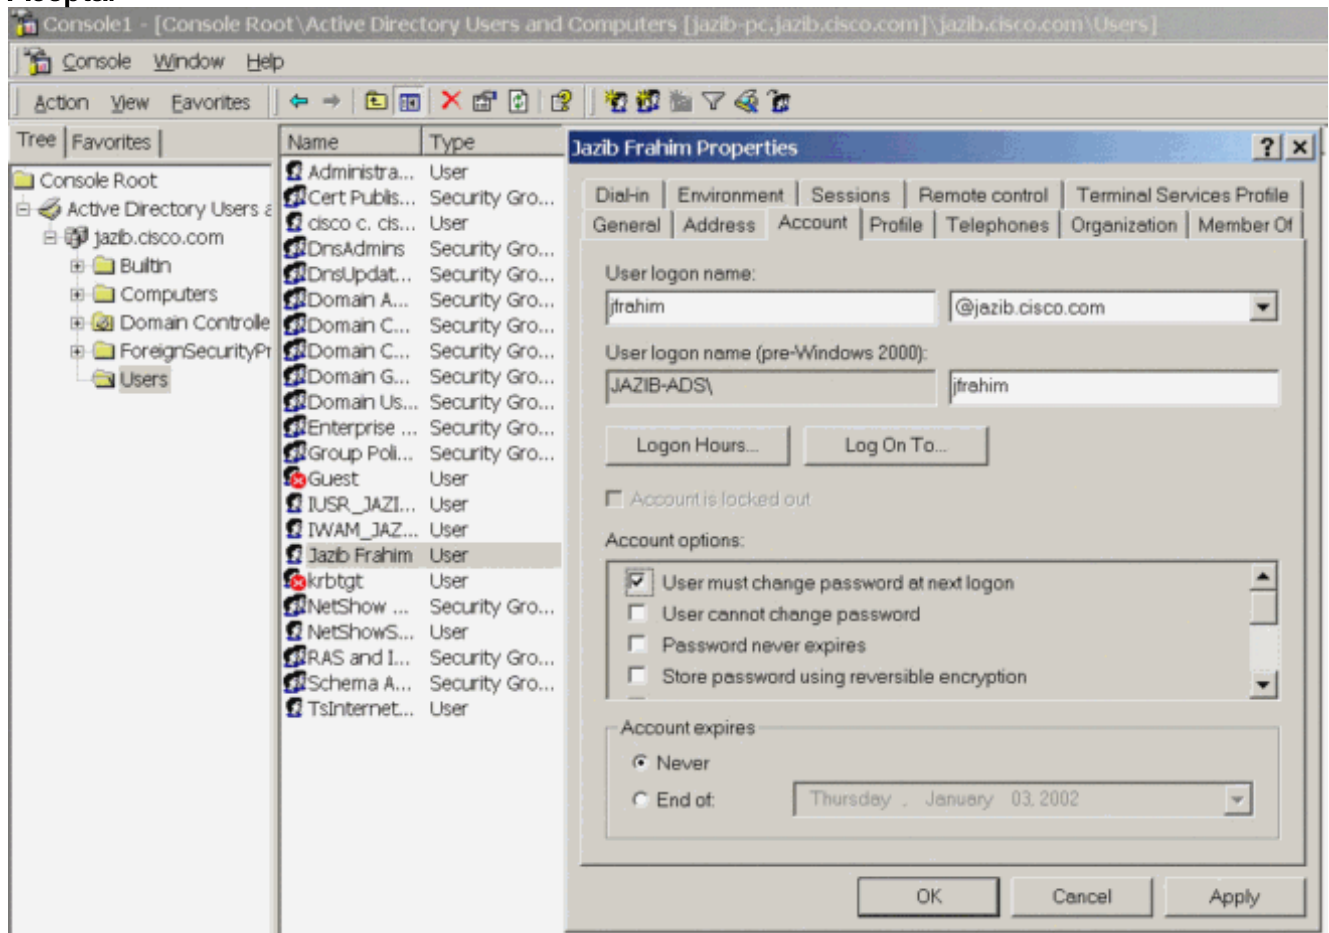 Console1 - [Console Root\Active Directory Users and Computers [jazib-pc.jazib.cisco.com]\jazib.cisco.com\Users]
Console Window Help
Action View Favorites
Tree Favorites
Console Root
Active Directory Users a
jazib.cisco.com
Builtin
Computers
Domain Controlle
ForeignSecurityPr
Users
Name Type
Administra... User
Cert Publis... Security Gro...
cisco c. cis... User
DnsAdmins Security Gro...
DnsUpdat... Security Gro...
Domain A... Security Gro...
Domain C... Security Gro...
Domain C... Security Gro...
Domain G... Security Gro...
Domain Us... Security Gro...
Enterprise ... Security Gro...
Group Poli... Security Gro...
Guest User
IUSR_JAZI... User
IWAM_JAZ... User
Jazib Frahim User
krbtgt User
NetShow ... Security Gro...
NetShowS... User
RAS and I... Security Gro...
Schema A... Security Gro...
TsInternet... User
Jazib Frahim Properties
Dial-in Environment Sessions Remote control Terminal Services Profile
General Address Account Profile Telephones Organization Member Of
User logon name:
jfrahim @jazib.cisco.com
User logon name (pre-Windows 2000):
JAZIB-ADS\ jfrahim
Logon Hours... Log On To...
Account is locked out
Account options:
User must change password at next logon
User cannot change password
Password never expires
Store password using reversible encryption
Account expires
Never
End of: Thursday , January 03, 2002
OK Cancel Apply